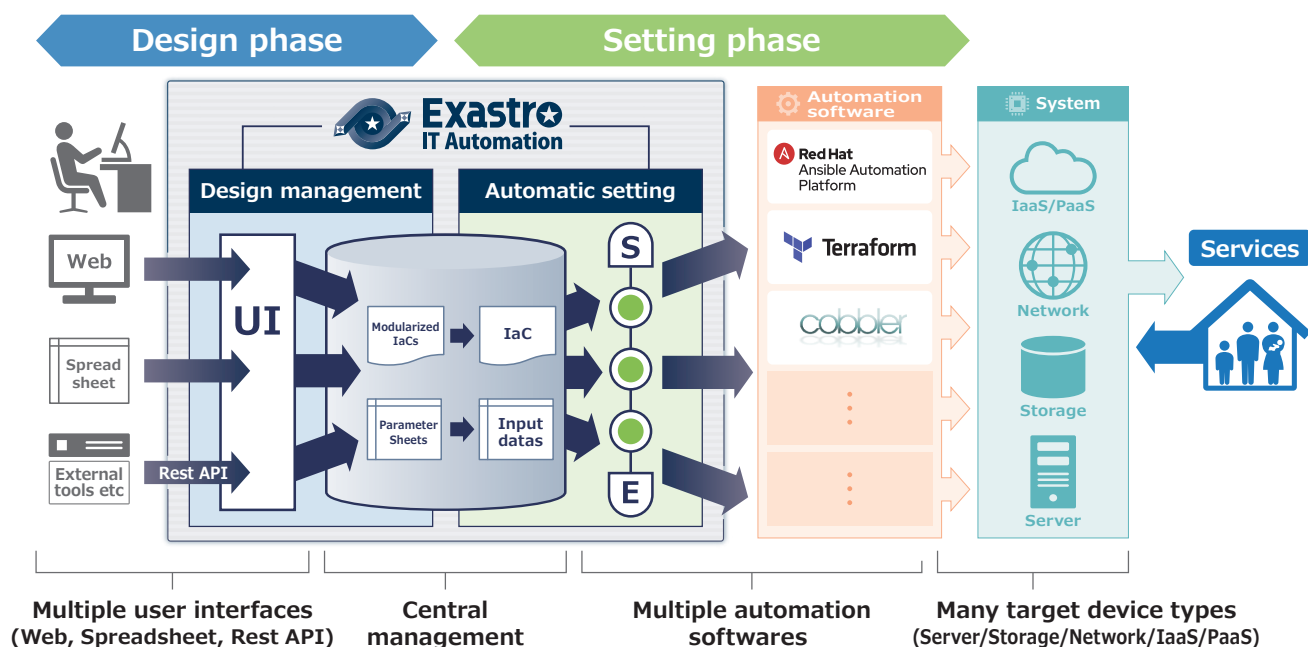 Design phase
Setting phase
Exastro
IT Automation
Design management
Automatic setting
Automation
software
System
Web
Spread
sheet
External
tools etc
Rest API
UI
Modularized
IaCs
IaC
Parameter
Sheets
Input
datas
S
E
Red Hat
Ansible Automation
Platform
Terraform
cobbler
IaaS/PaaS
Network
Storage
Server
Services
Multiple user interfaces
(Web, Spreadsheet, Rest API)
Central
management
Multiple automation
softwares
Many target device types
(Server/Storage/Network/IaaS/PaaS)